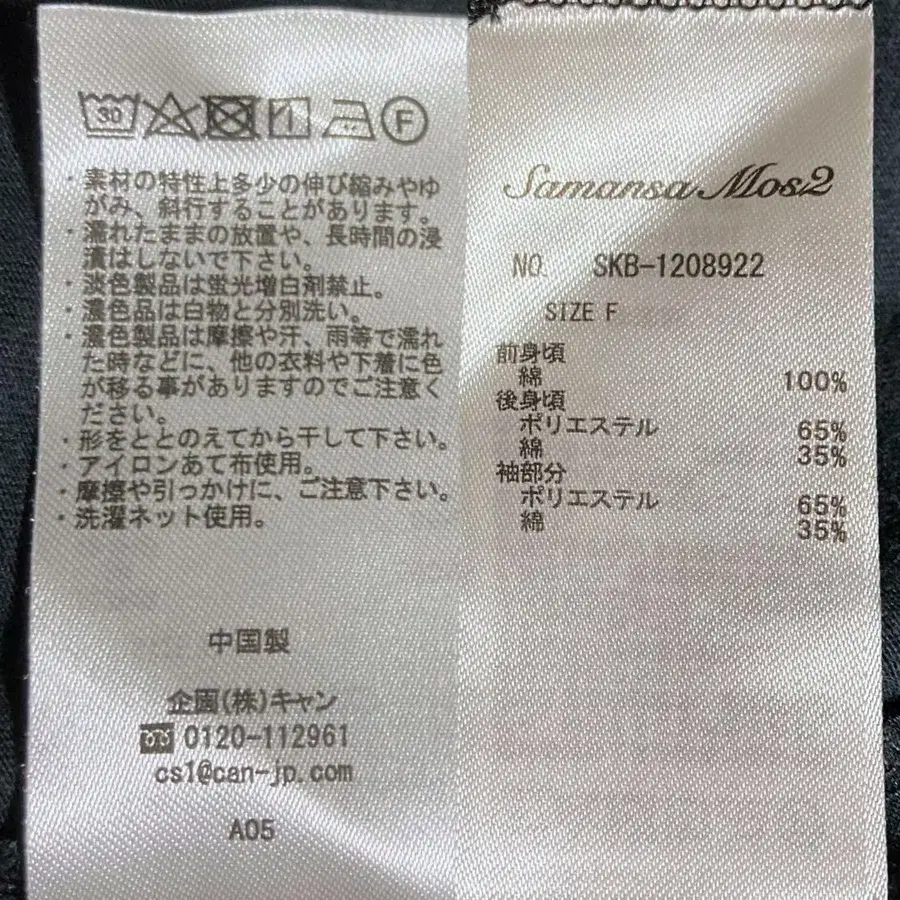 30
F
・素材の特性上多少の伸び縮みやゆ
がみ、斜行することがあります。
・濡れたままの放置や、長時間の浸
漬はしないで下さい。
・淡色製品は蛍光増白剤禁止。
・濃色品は白物と分別洗い。
・濃色製品は摩擦や汗、雨等で濡れ
た時などに、他の衣料や下着に色
が移る事がありますのでご注意く
ださい。
・形をととのえてから干して下さい。
・アイロンあて布使用。
・摩擦や引っかけに、ご注意下さい。
・洗濯ネット使用。
中国製
企画(株)キャン
0120-112961
cs1@can-jp.com
A05
Samansa Mos2
NO. SKB-1208922
SIZE F
前身頃
綿 100%
後身頃
ポリエステル 65%
綿 35%
袖部分
ポリエステル 65%
綿 35%